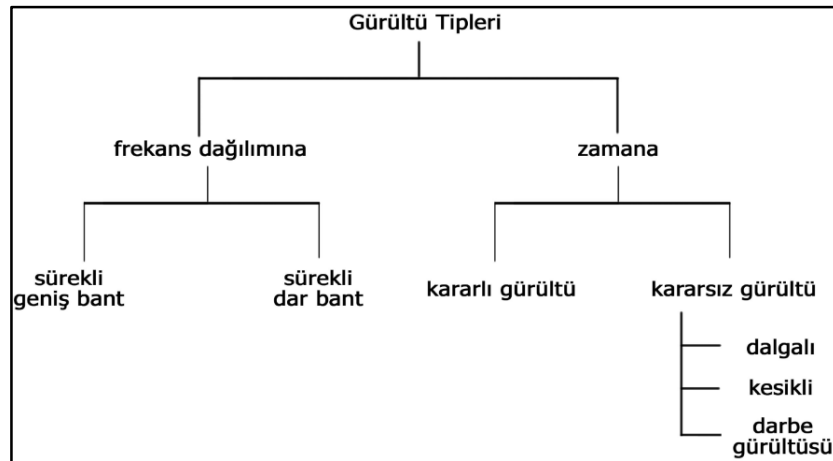 Gürültü Tipleri
frekans dağılımına
zamana
sürekli
geniş bant
sürekli
dar bant
kararlı gürültü
kararsız gürültü
dalgalı
kesikli
darbe
gürültüsü